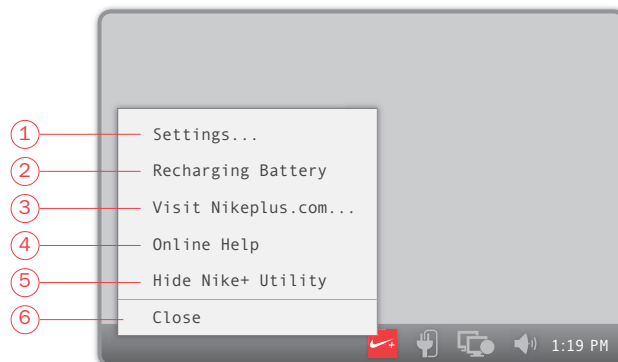 1 Settings...
2 Recharging Battery
3 Visit Nikeplus.com...
4 Online Help
5 Hide Nike+ Utility
6 Close
1:19 PM